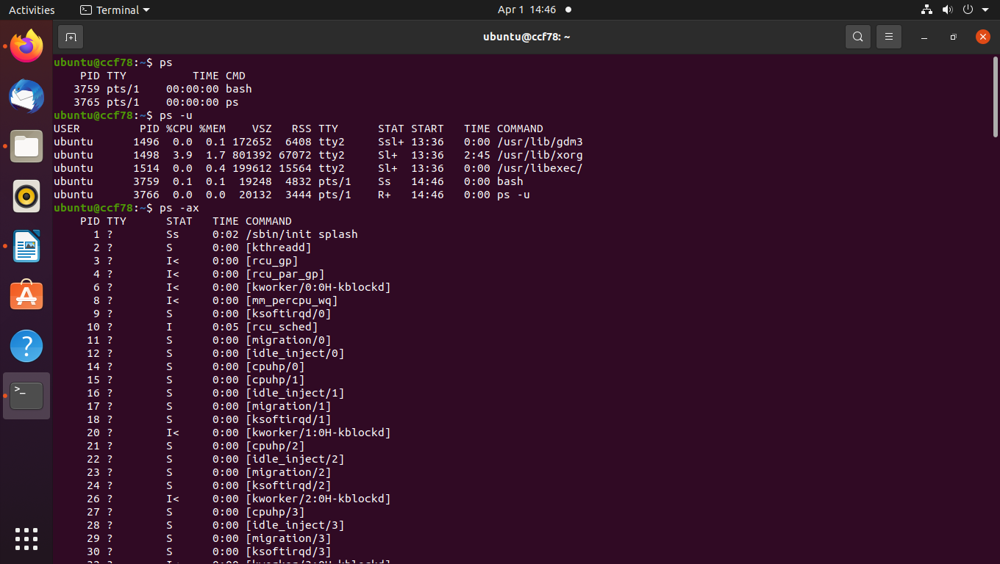 Activities Terminal Apr 1 14:46
ubuntu@ccf78: ~
ubuntu@ccf78:~$ ps
    PID TTY          TIME CMD
   3759 pts/1    00:00:00 bash
   3765 pts/1    00:00:00 ps
ubuntu@ccf78:~$ ps -u
USER         PID %CPU %MEM    VSZ   RSS TTY      STAT START   TIME COMMAND
ubuntu      1496  0.0  0.1 172652  6408 tty2     Ssl+ 13:36   0:00 /usr/lib/gdm3
ubuntu      1498  3.9  1.7 801392 67072 tty2     Sl+  13:36   2:45 /usr/lib/xorg
ubuntu      1514  0.0  0.4 199612 15564 tty2     Sl+  13:36   0:00 /usr/libexec/
ubuntu      3759  0.1  0.1  19248  4832 pts/1    Ss   14:46   0:00 bash
ubuntu      3766  0.0  0.0  20132  3444 pts/1    R+   14:46   0:00 ps -u
ubuntu@ccf78:~$ ps -ax
    PID TTY      STAT   TIME COMMAND
      1 ?        Ss     0:02 /sbin/init splash
      2 ?        S      0:00 [kthreadd]
      3 ?        I<     0:00 [rcu_gp]
      4 ?        I<     0:00 [rcu_par_gp]
      6 ?        I<     0:00 [kworker/0:0H-kblockd]
      8 ?        I<     0:00 [mm_percpu_wq]
      9 ?        S      0:00 [ksoftirqd/0]
     10 ?        I      0:05 [rcu_sched]
     11 ?        S      0:00 [migration/0]
     12 ?        S      0:00 [idle_inject/0]
     14 ?        S      0:00 [cpuhp/0]
     15 ?        S      0:00 [cpuhp/1]
     16 ?        S      0:00 [idle_inject/1]
     17 ?        S      0:00 [migration/1]
     18 ?        S      0:00 [ksoftirqd/1]
     20 ?        I<     0:00 [kworker/1:0H-kblockd]
     21 ?        S      0:00 [cpuhp/2]
     22 ?        S      0:00 [idle_inject/2]
     23 ?        S      0:00 [migration/2]
     24 ?        S      0:00 [ksoftirqd/2]
     26 ?        I<     0:00 [kworker/2:0H-kblockd]
     27 ?        S      0:00 [cpuhp/3]
     28 ?        S      0:00 [idle_inject/3]
     29 ?        S      0:00 [migration/3]
     30 ?        S      0:00 [ksoftirqd/3]